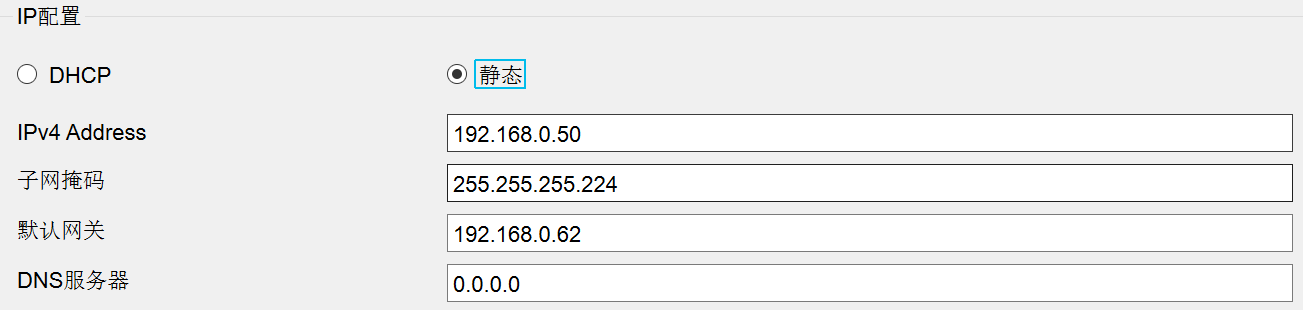 IP配置
DHCP 静态
IPv4 Address 192.168.0.50
子网掩码 255.255.255.224
默认网关 192.168.0.62
DNS服务器 0.0.0.0